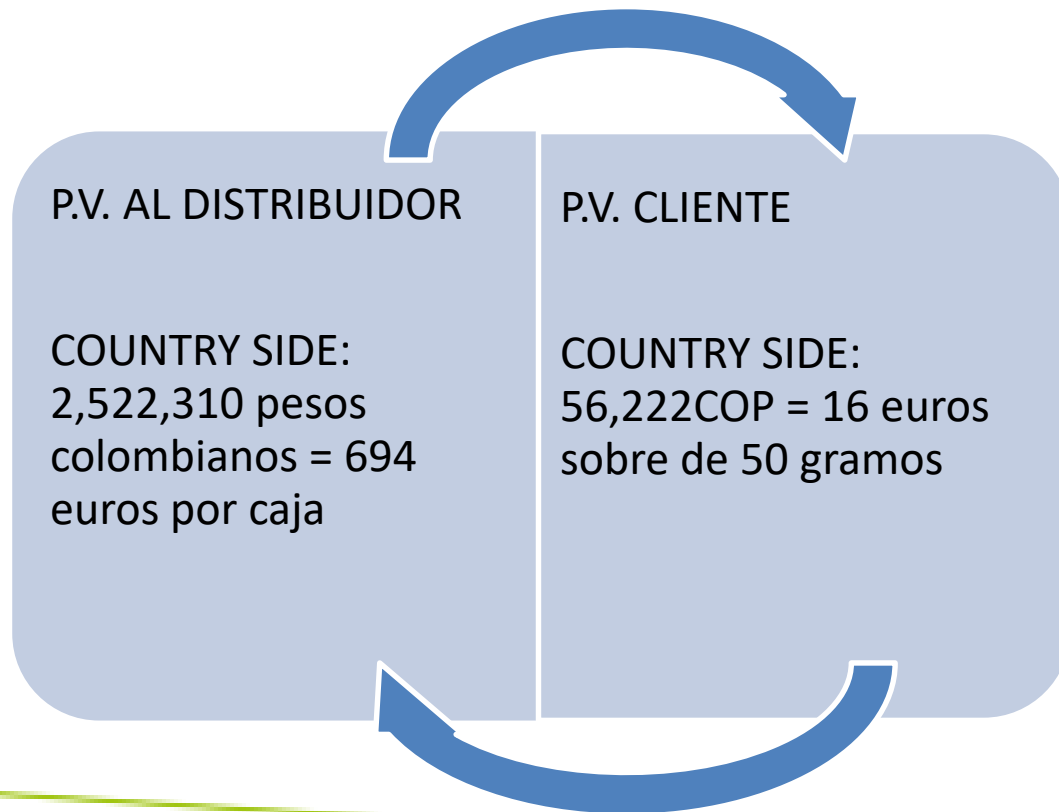 P.V. AL DISTRIBUIDOR
COUNTRY SIDE:
2,522,310 pesos
colombianos = 694
euros por caja
P.V. CLIENTE
COUNTRY SIDE:
56,222COP = 16 euros
sobre de 50 gramos